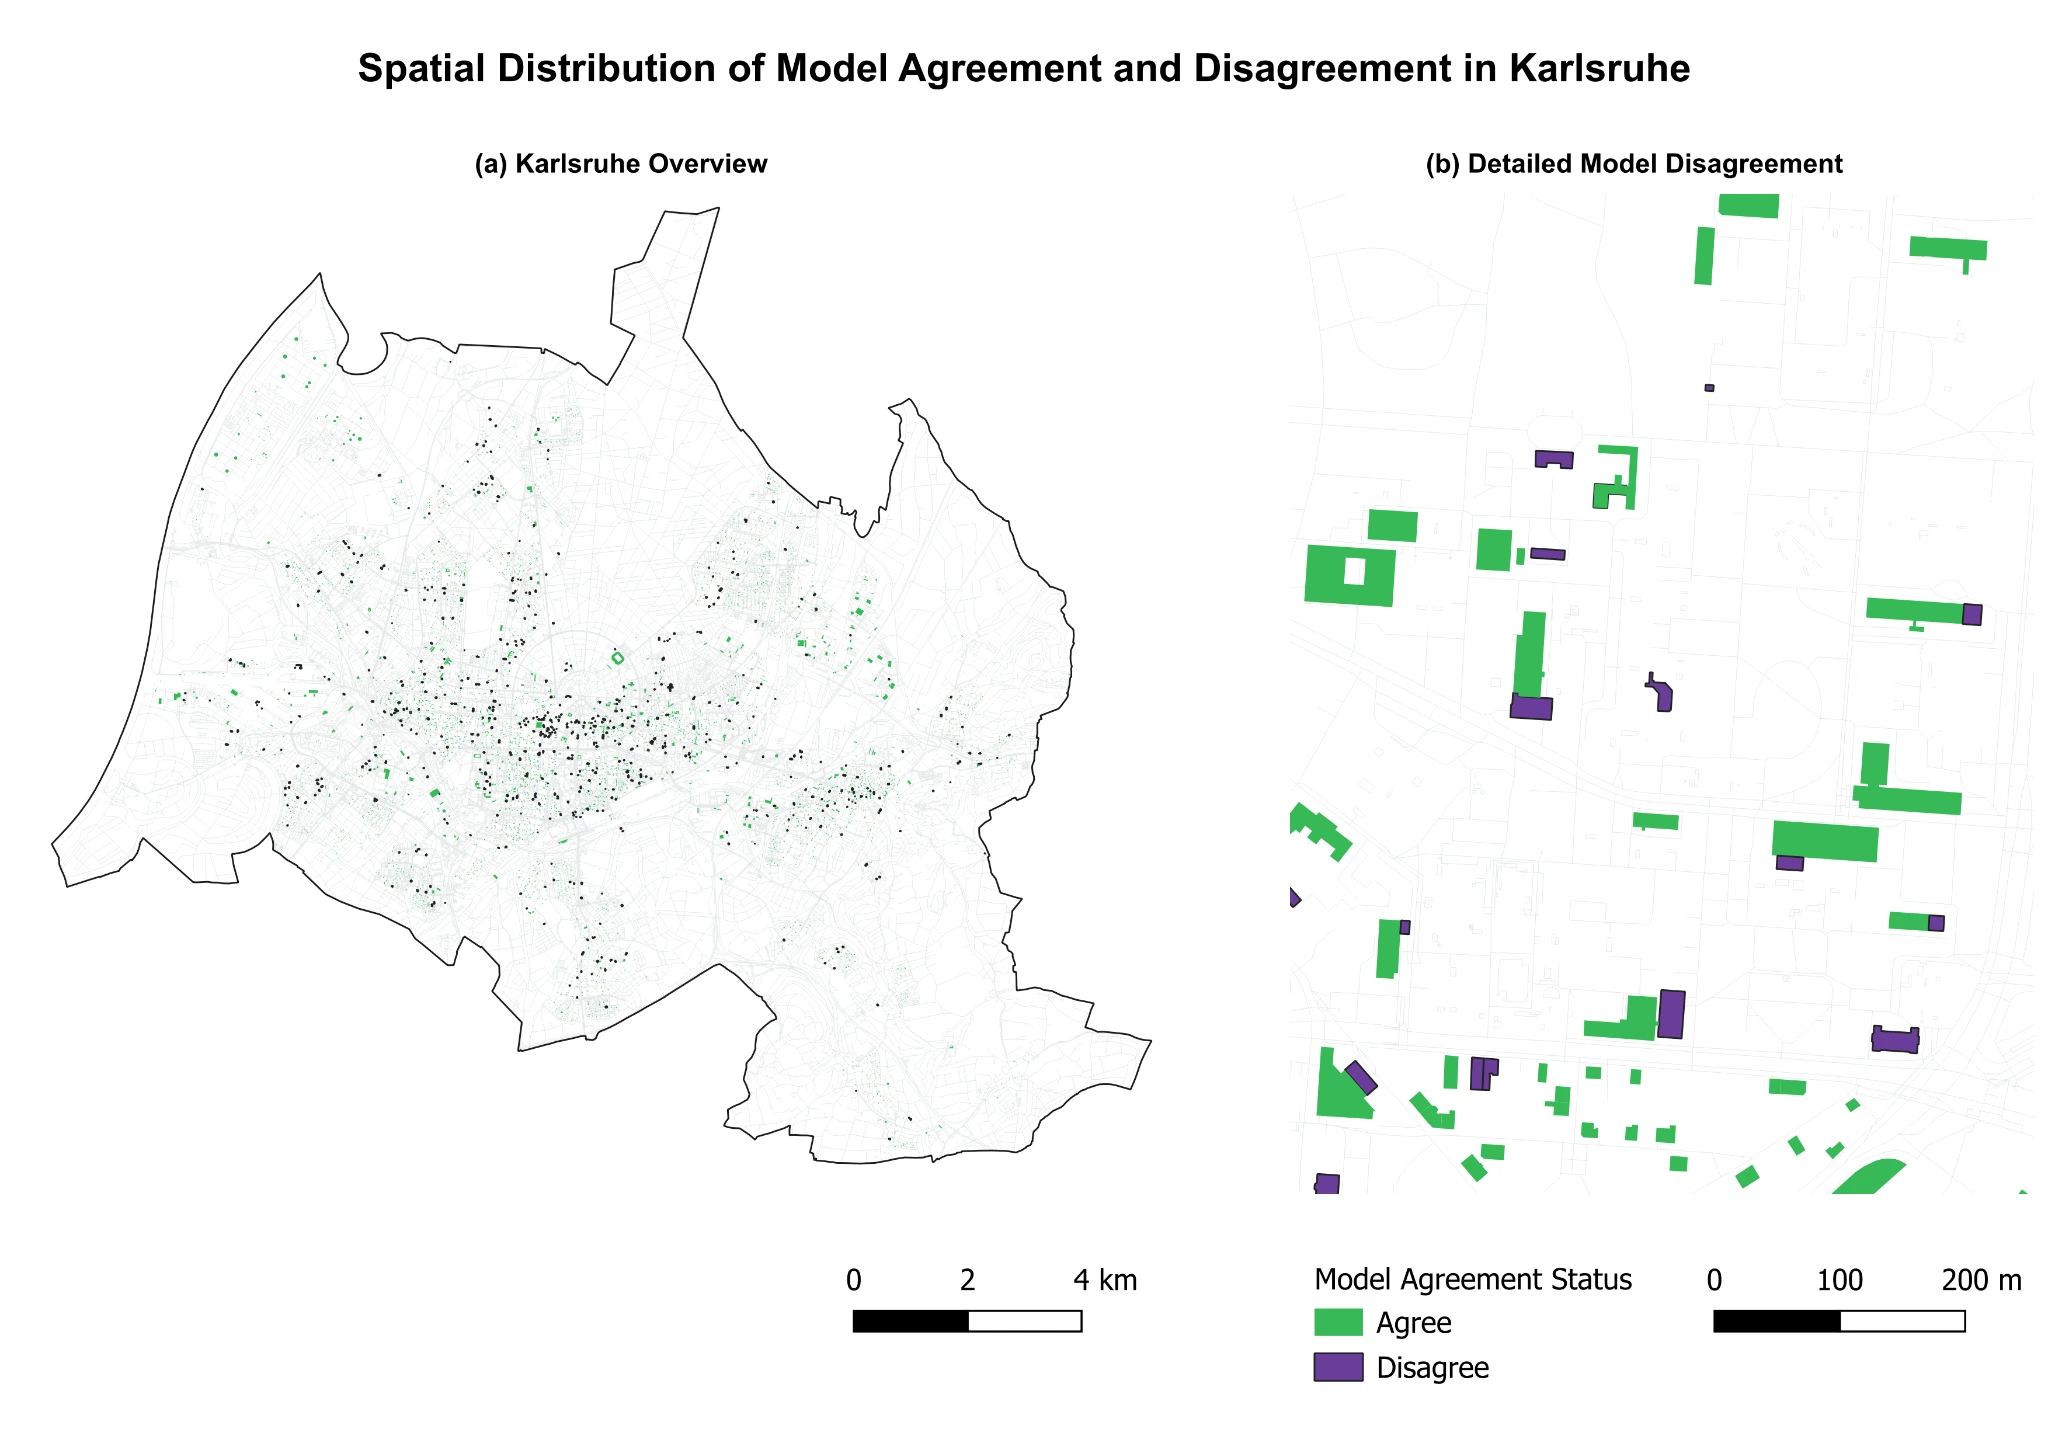 Spatial Distribution of Model Agreement and Disagreement in Karlsruhe
(a) Karlsruhe Overview
(b) Detailed Model Disagreement
0 2 4 km
Model Agreement Status
Agree
Disagree
0 100 200 m